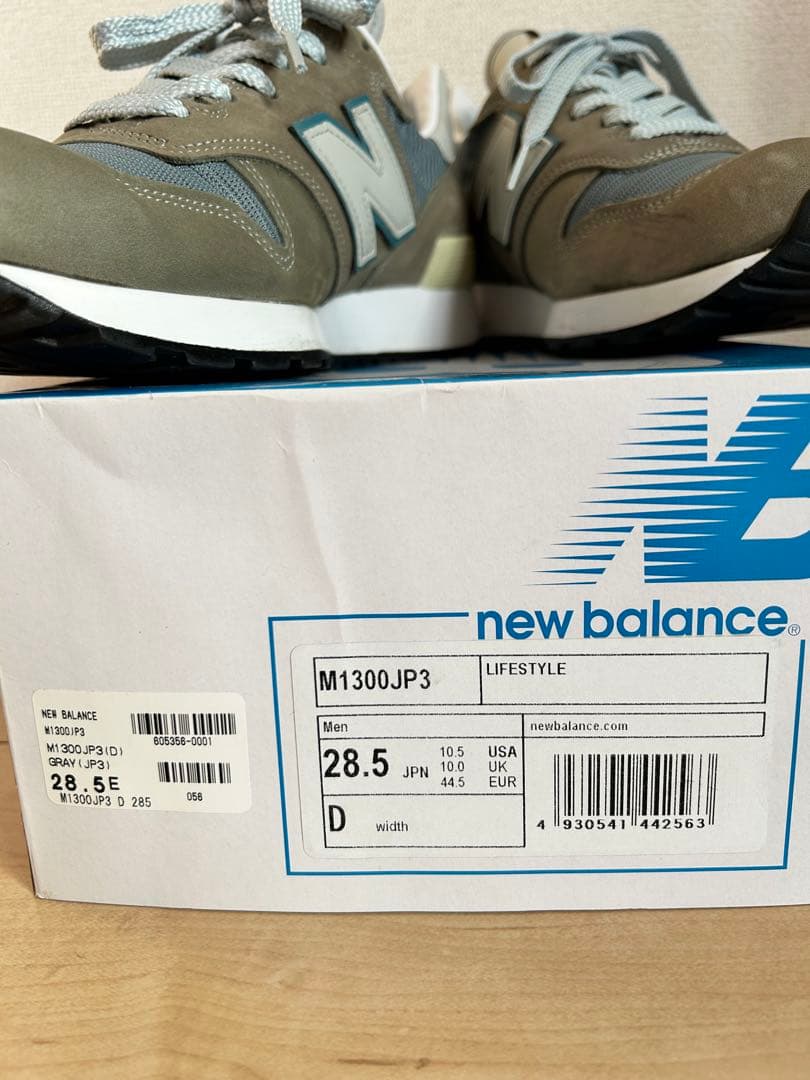 N
N
new balance®
M1300JP3
LIFESTYLE
Men
newbalance.com
28.5 JPN
10.5 USA
10.0 UK
44.5 EUR
D width
4 930541 442563
NEW BALANCE
M1300JP3
605356-0001
M1300JP3(D)
GRAY(JP3)
28.5E
056
M1300JP3 D 285